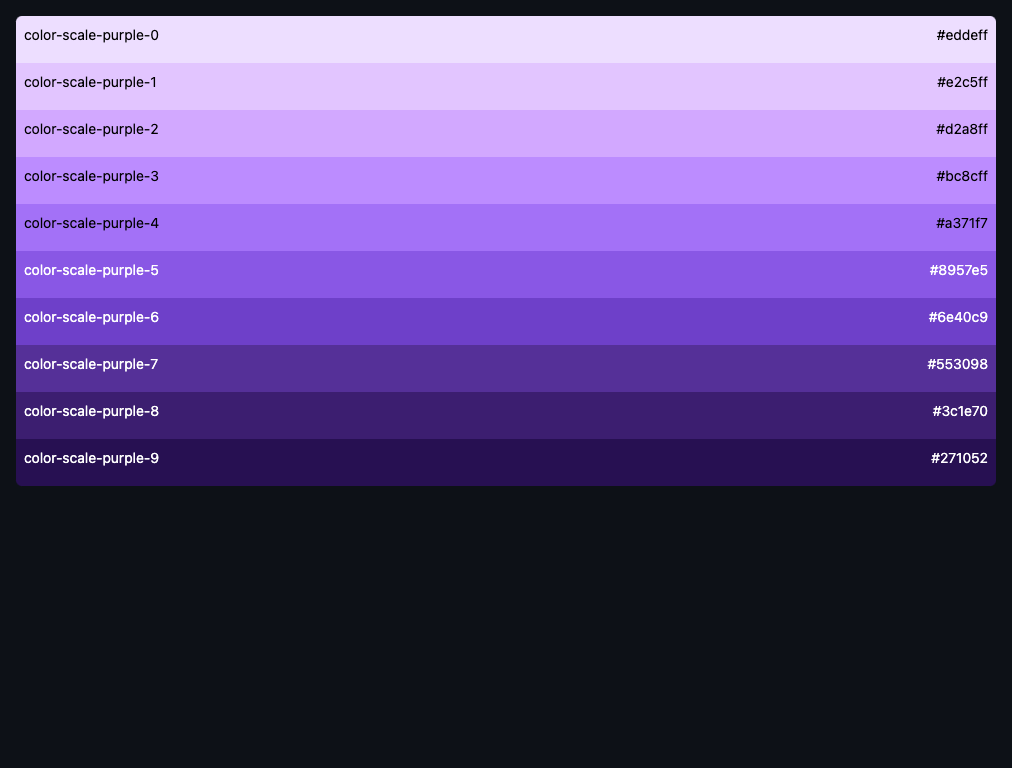 color-scale-purple-0 #eddeff
color-scale-purple-1 #e2c5ff
color-scale-purple-2 #d2a8ff
color-scale-purple-3 #bc8cff
color-scale-purple-4 #a371f7
color-scale-purple-5 #8957e5
color-scale-purple-6 #6e40c9
color-scale-purple-7 #553098
color-scale-purple-8 #3c1e70
color-scale-purple-9 #271052